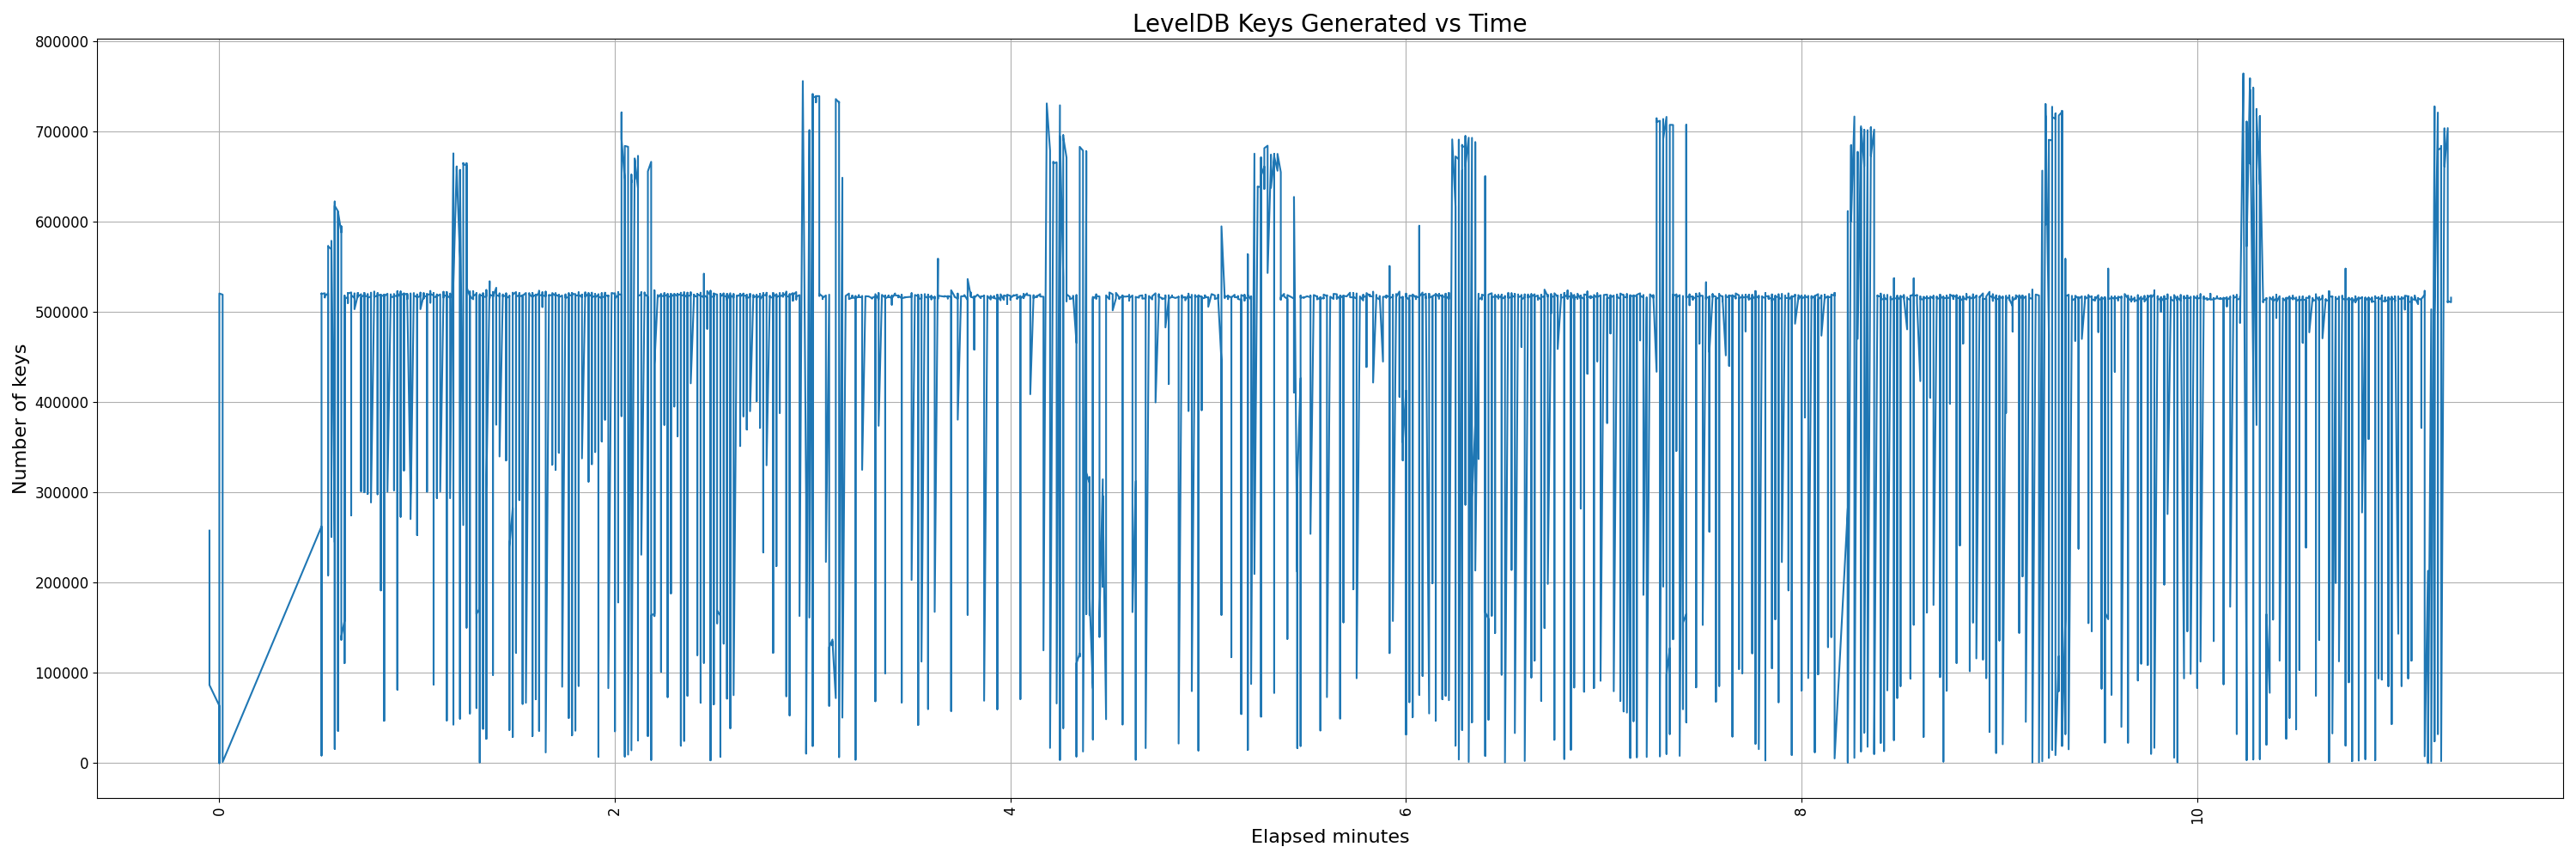 LevelDB Keys Generated vs Time
800000
700000
600000
500000
400000
300000
200000
100000
0
Number of keys
0 2 4 6 8 10
Elapsed minutes